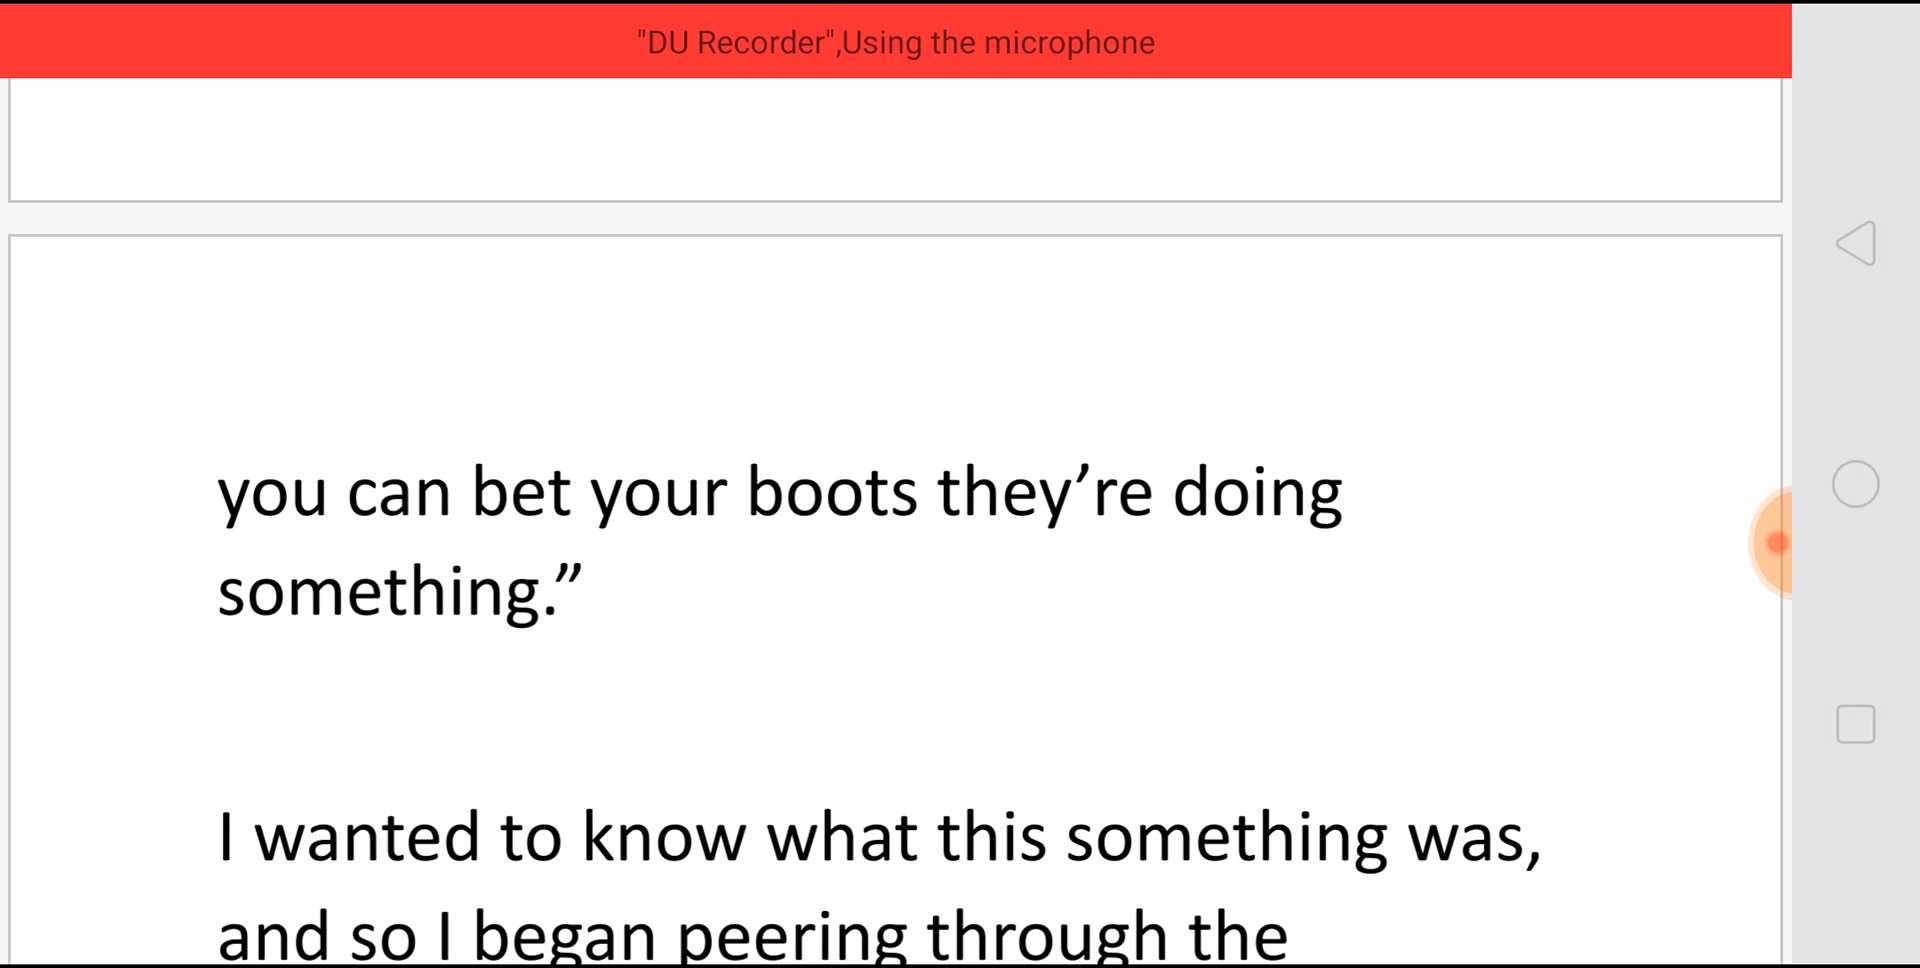 "DU Recorder",Using the microphone
you can bet your boots they’re doing
something.”
I wanted to know what this something was,
and so I began peering through the